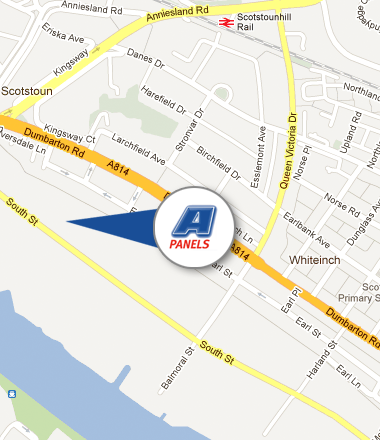 Anniesland Rd
Anniesland Rd
Scotstounhill
Rail
Eriska Ave
Kingsway
Danes Dr
Scotstoun
Harefield Dr
Northland
Queen Victoria Dr
Kingsway Ct
Stronvar Dr
Upland Rd
Dumbarton Rd
Larchfield Ave
Esslemont Ave
Norse Pl
A814
Birchfield Dr
Norse Rd
South St
Dunglass Ave
Earlbank Ave
A
PANELS
A814
Whiteinch
Primary S
Earl Pl
Dumbarton Rd
Earl St
South St
Harland St
Balmoral St
Earl Ln